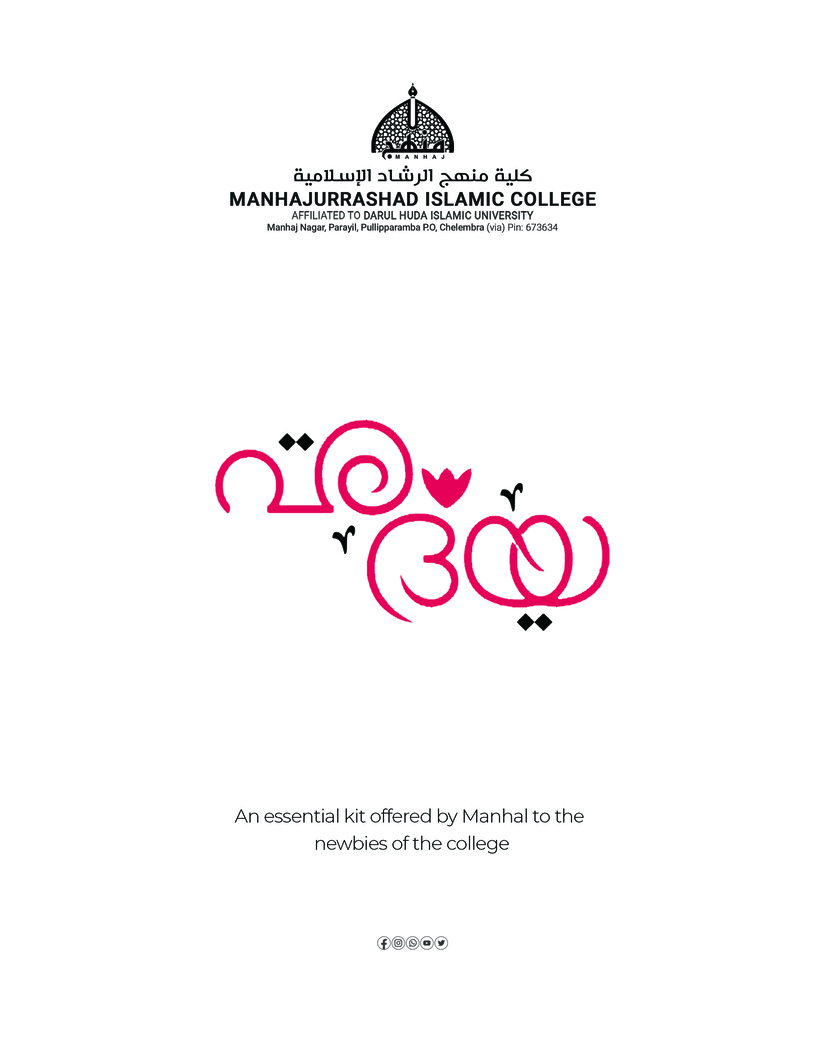 منهج
MANHAJ
كلية منهج الرشاد الإسلامية
MANHAJURRASHAD ISLAMIC COLLEGE
AFFILIATED TO DARUL HUDA ISLAMIC UNIVERSITY
Manhaj Nagar, Parayil, Pullipparamba P.O, Chelembra (via) Pin: 673634
An essential kit offered by Manhal to the
newbies of the college